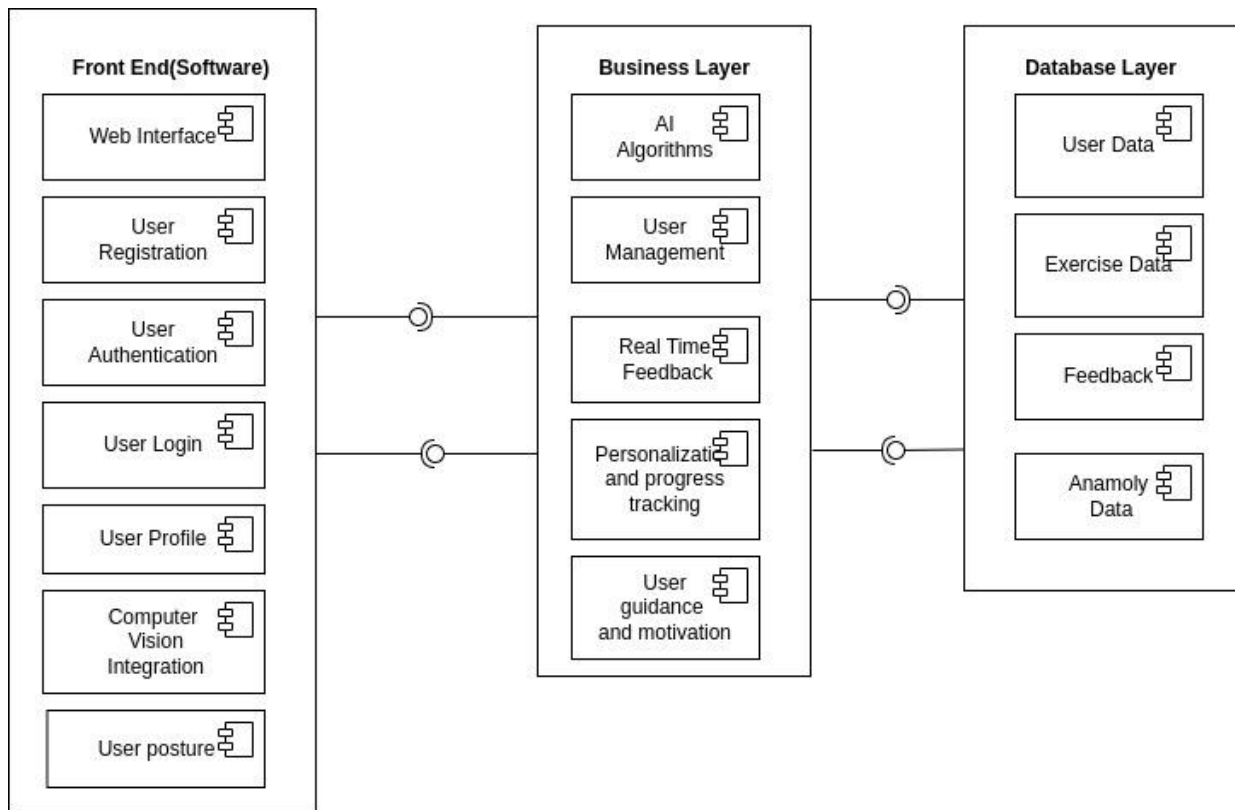 Front End(Software)
Web Interface
User
Registration
User
Authentication
User Login
User Profile
Computer
Vision
Integration
User posture
Business Layer
AI
Algorithms
User
Management
Real Time
Feedback
Personalization
and progress
tracking
User
guidance
and motivation
Database Layer
User Data
Exercise Data
Feedback
Anamoly
Data